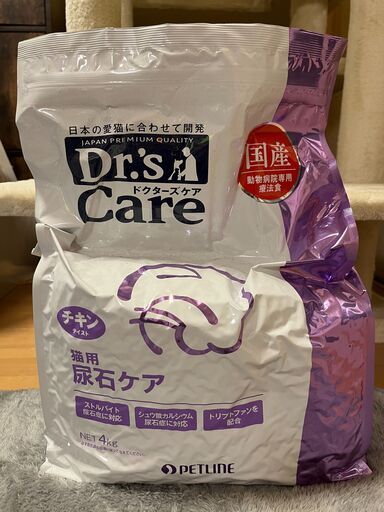 日本の愛猫に合わせて開発
JAPAN PREMIUM QUALITY
Dr.'s
ドクターズケア
Care
国産
動物病院専用
療法食
チキン
テイスト
猫用
尿石ケア
ストルバイト
尿石症に対応
シュウ酸カルシウム
尿石症に対応
トリプトファンを
配合
NET 4kg
PETLINE